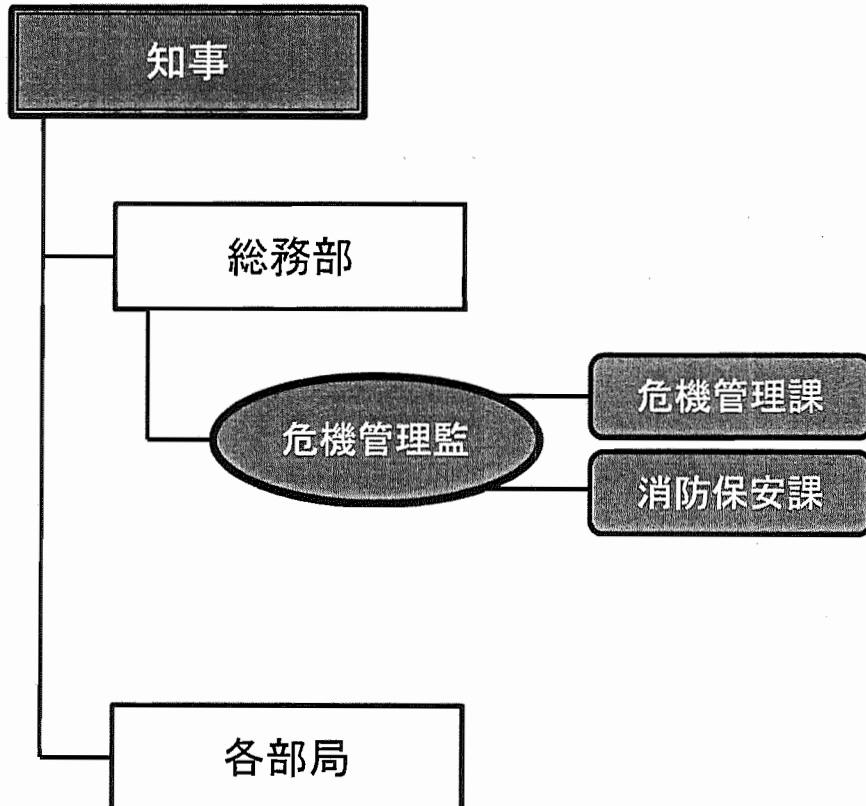 知事
総務部
危機管理監
危機管理課
消防保安課
各部局